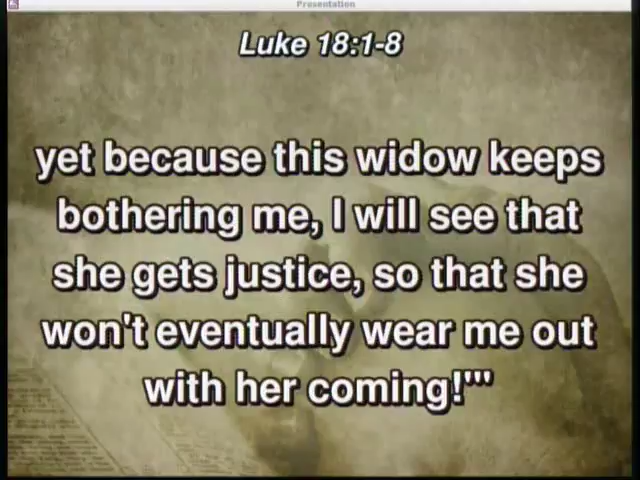 Presentation
Luke 18:1-8
yet because this widow keeps
bothering me, I will see that
she gets justice, so that she
won't eventually wear me out
with her coming!'"